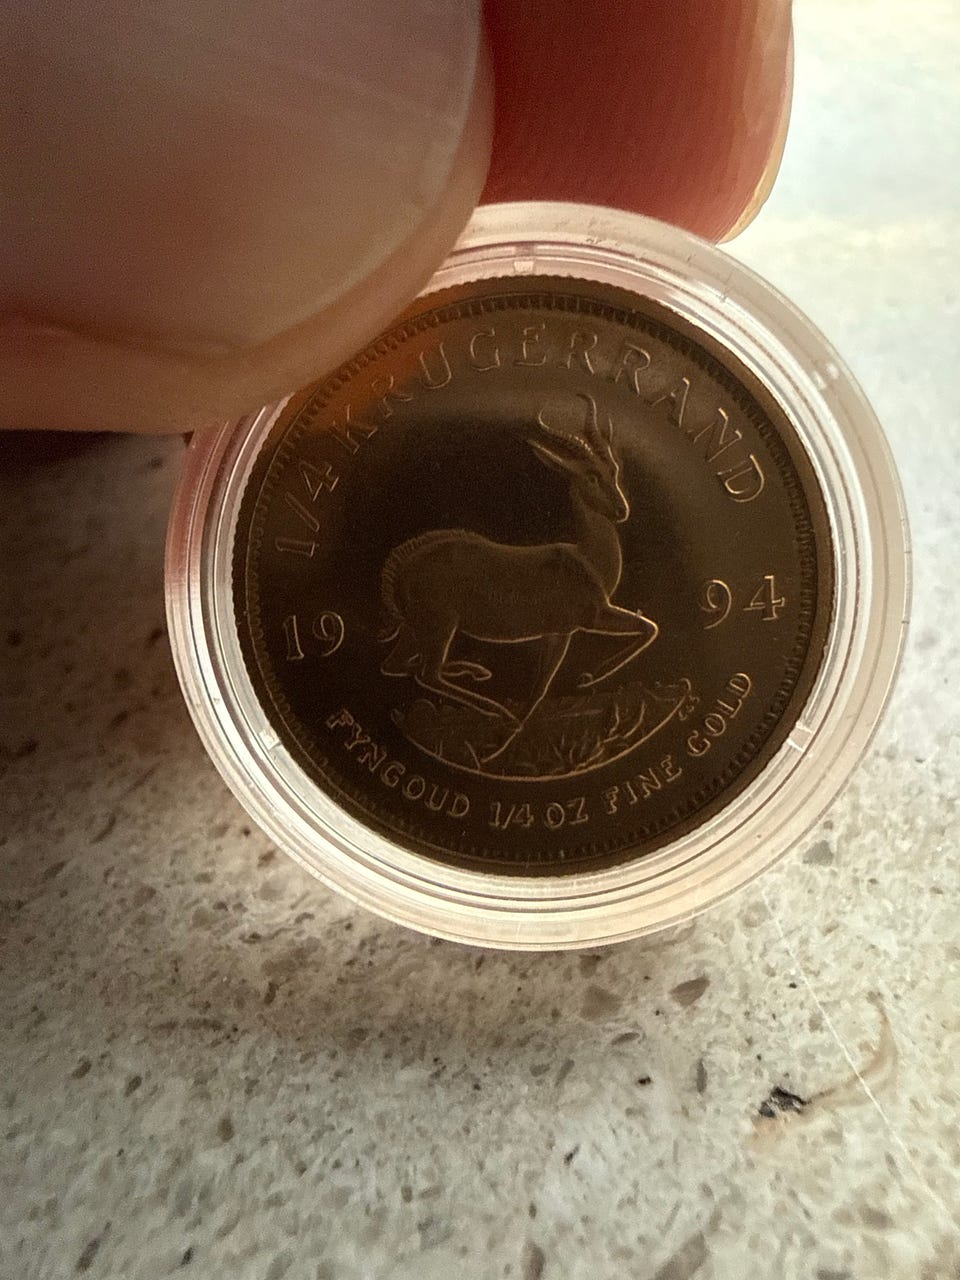 1/4 KRUGERRAND
19 94
FYNGOUD 1/4 OZ FINE GOLD